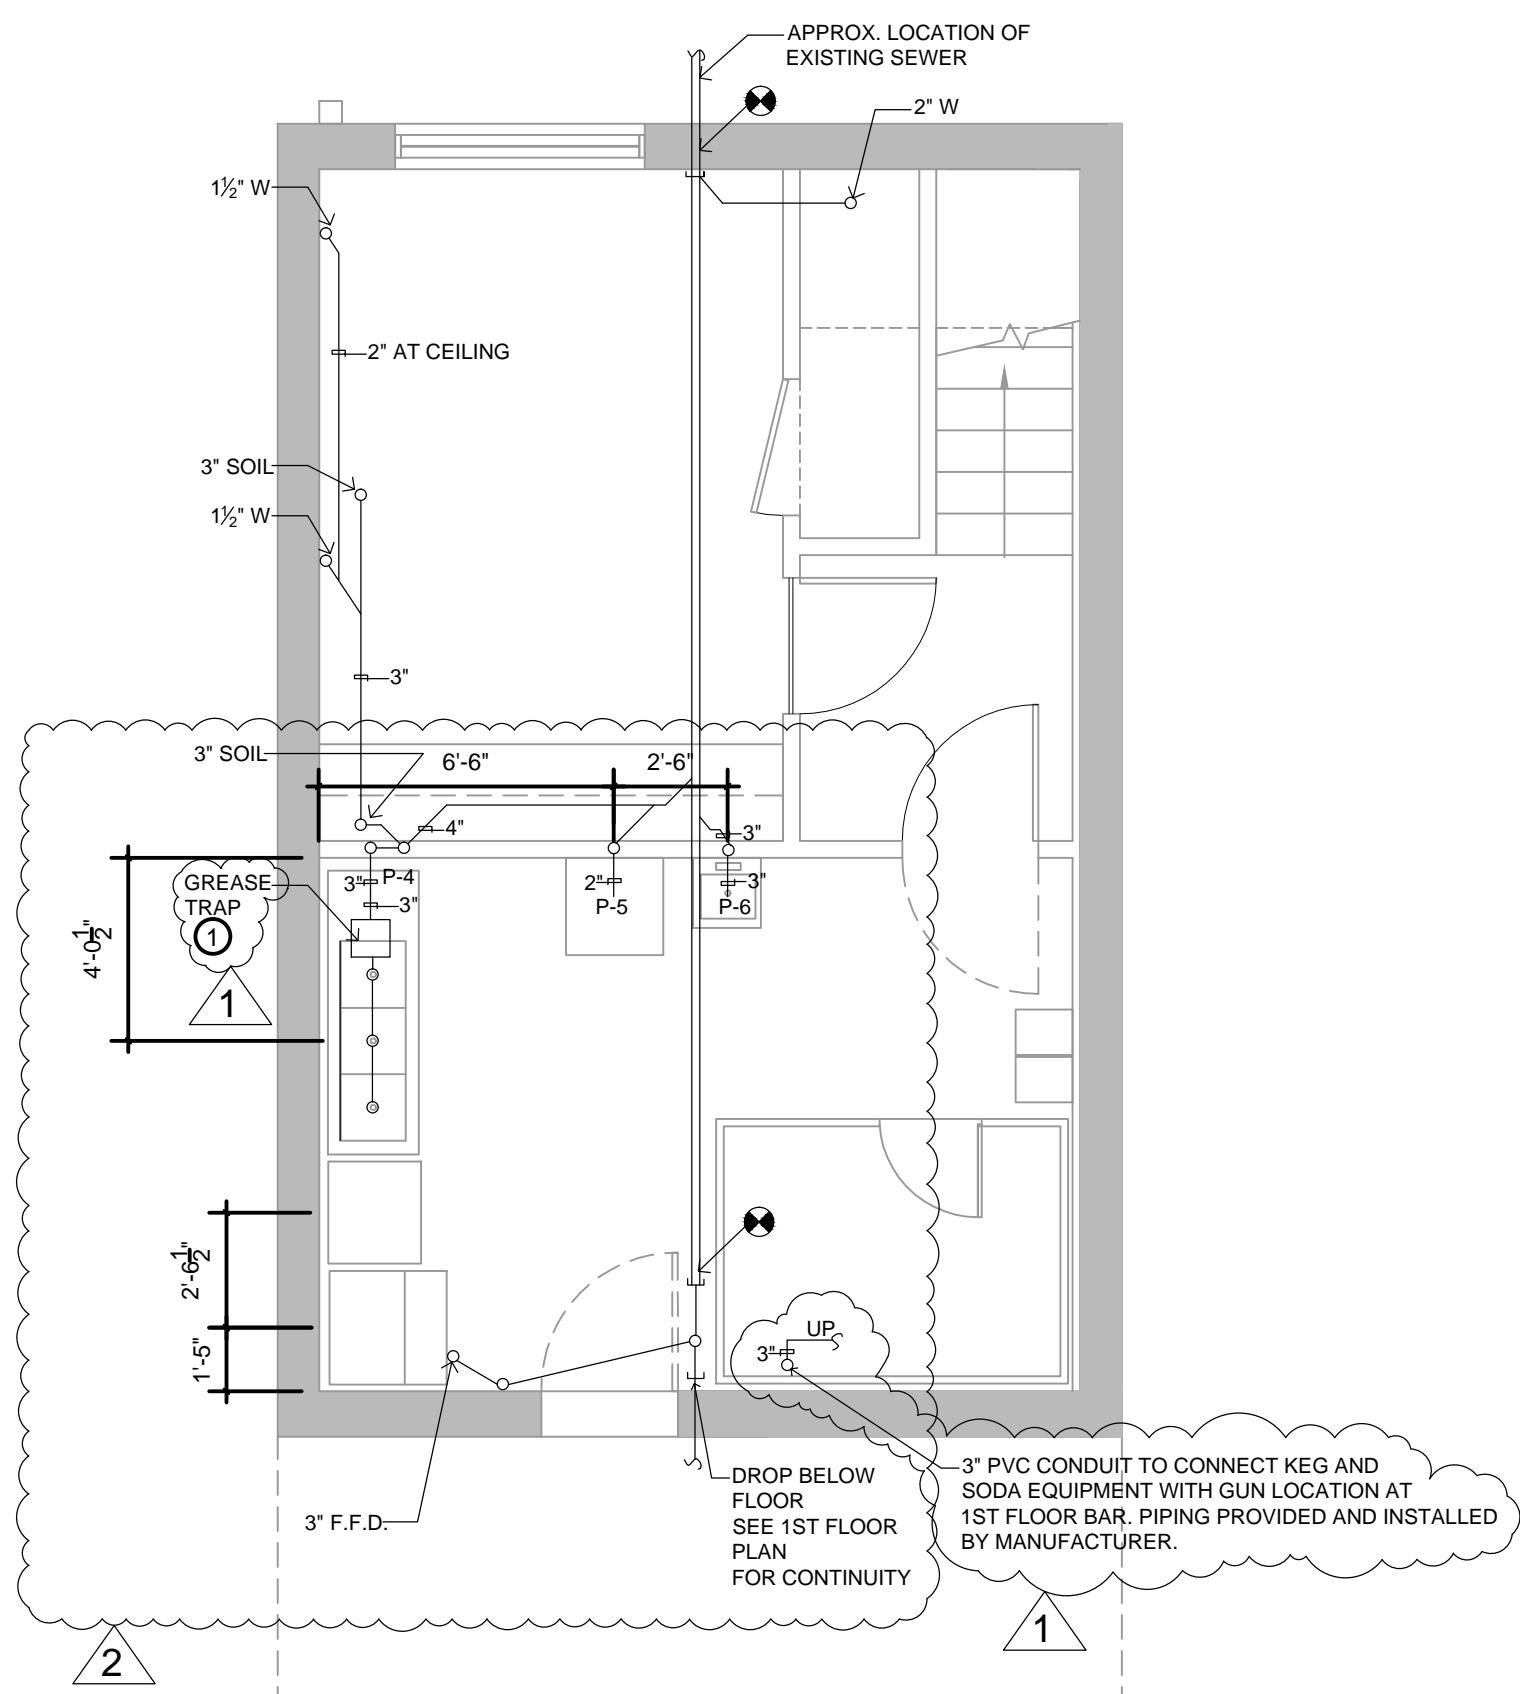 APPROX. LOCATION OF
EXISTING SEWER
2" W
1½" W
2" AT CEILING
3" SOIL
1½" W
3"
3" SOIL
6'-6"
2'-6"
4"
3"
GREASE
TRAP
1
1
3"
P-4
3"
2"
P-5
3"
P-6
4'-0½"
2'-6½"
1'-5"
UP
3"
3" F.F.D.
DROP BELOW
FLOOR
SEE 1ST FLOOR
PLAN
FOR CONTINUITY
3" PVC CONDUIT TO CONNECT KEG AND
SODA EQUIPMENT WITH GUN LOCATION AT
1ST FLOOR BAR. PIPING PROVIDED AND INSTALLED
BY MANUFACTURER.
1
2